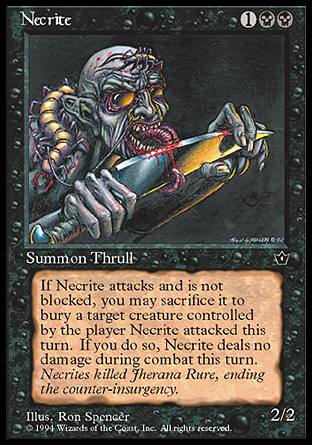 Necrite 1
Summon Thrull
If Necrite attacks and is not
blocked, you may sacrifice it to
bury a target creature controlled
by the player Necrite attacked this
turn. If you do so, Necrite deals no
damage during combat this turn.
Necrites killed Jherana Rure, ending
the counter-insurgency.
2/2
Illus. Ron Spencer
© 1994 Wizards of the Coast, Inc. All rights reserved.